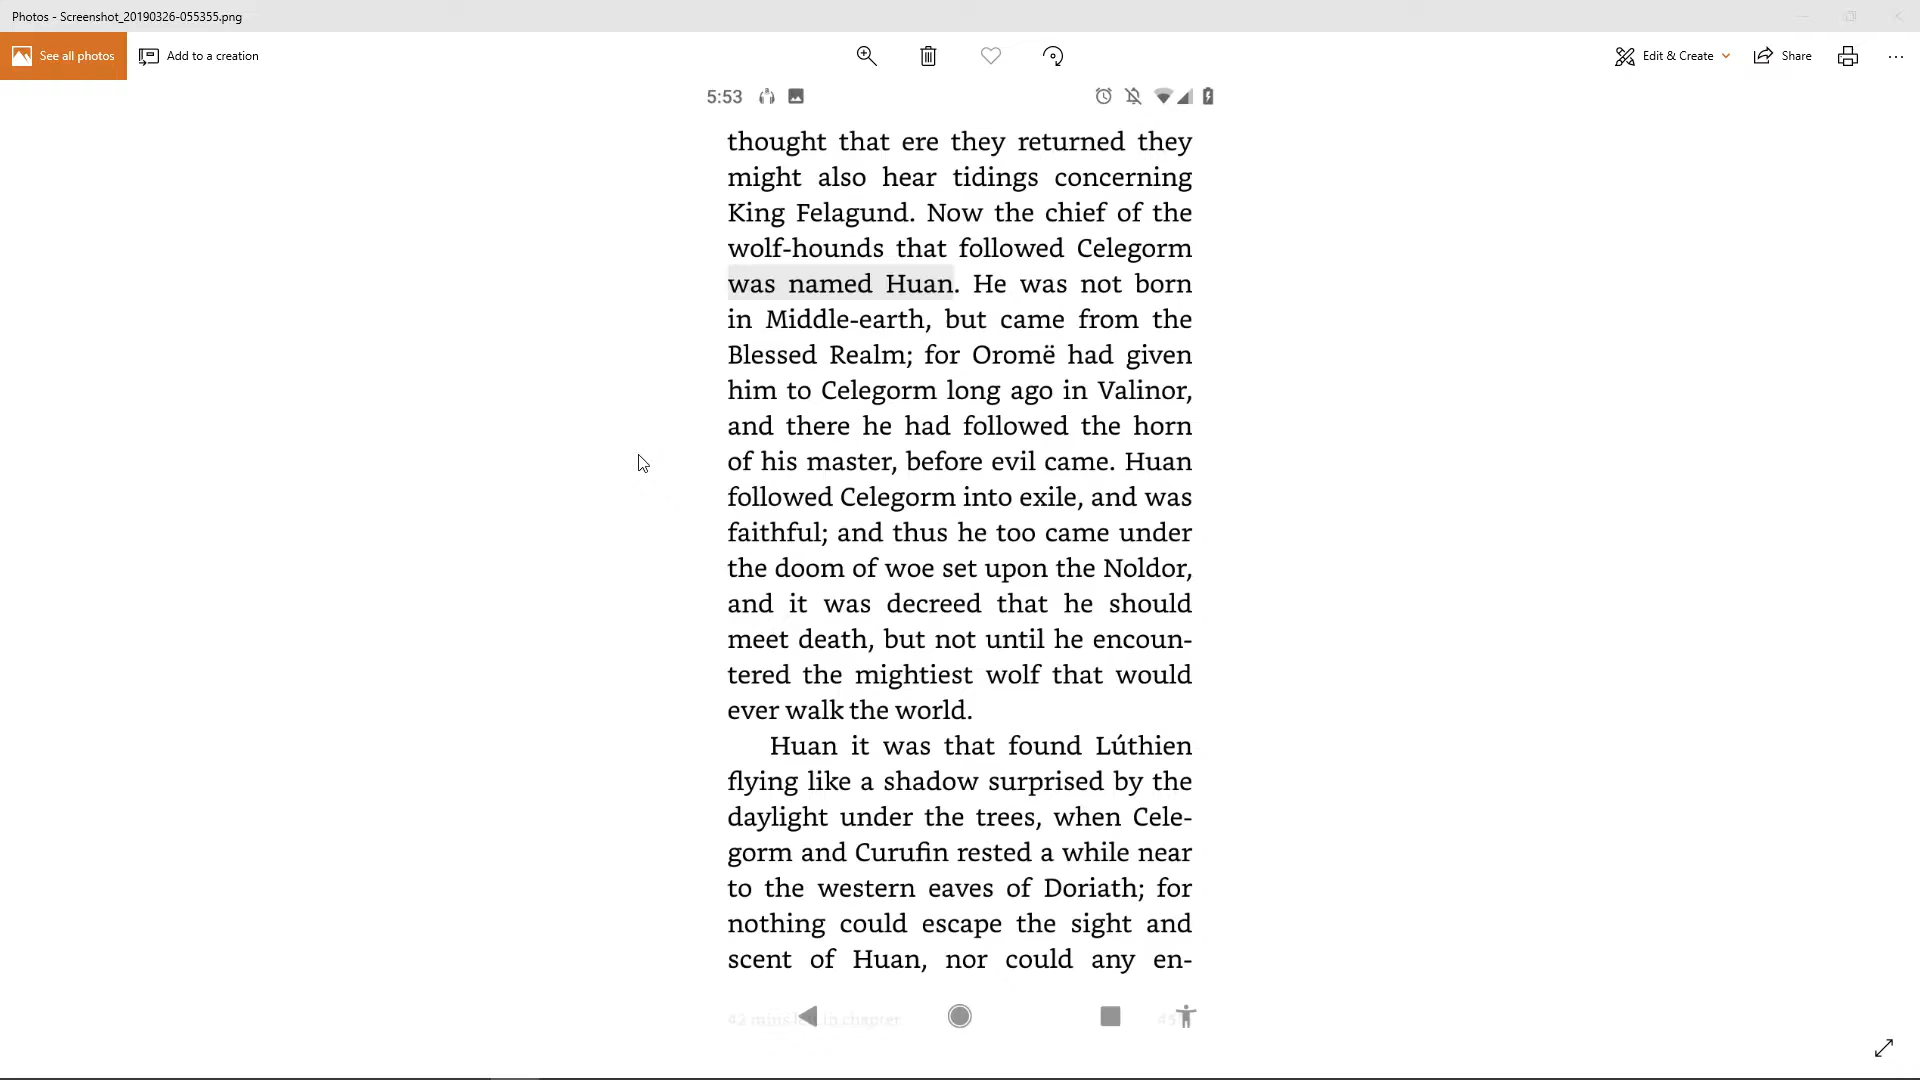 Photos - Screenshot_20190326-055355.png
See all photos
Add to a creation
Edit & Create
Share
5:53
thought that ere they returned they
might also hear tidings concerning
King Felagund. Now the chief of the
wolf-hounds that followed Celegorm
was named Huan. He was not born
in Middle-earth, but came from the
Blessed Realm; for Oromë had given
him to Celegorm long ago in Valinor,
and there he had followed the horn
of his master, before evil came. Huan
followed Celegorm into exile, and was
faithful; and thus he too came under
the doom of woe set upon the Noldor,
and it was decreed that he should
meet death, but not until he encoun-
tered the mightiest wolf that would
ever walk the world.
Huan it was that found Lúthien
flying like a shadow surprised by the
daylight under the trees, when Cele-
gorm and Curufin rested a while near
to the western eaves of Doriath; for
nothing could escape the sight and
scent of Huan, nor could any en-
42 mins in chapter